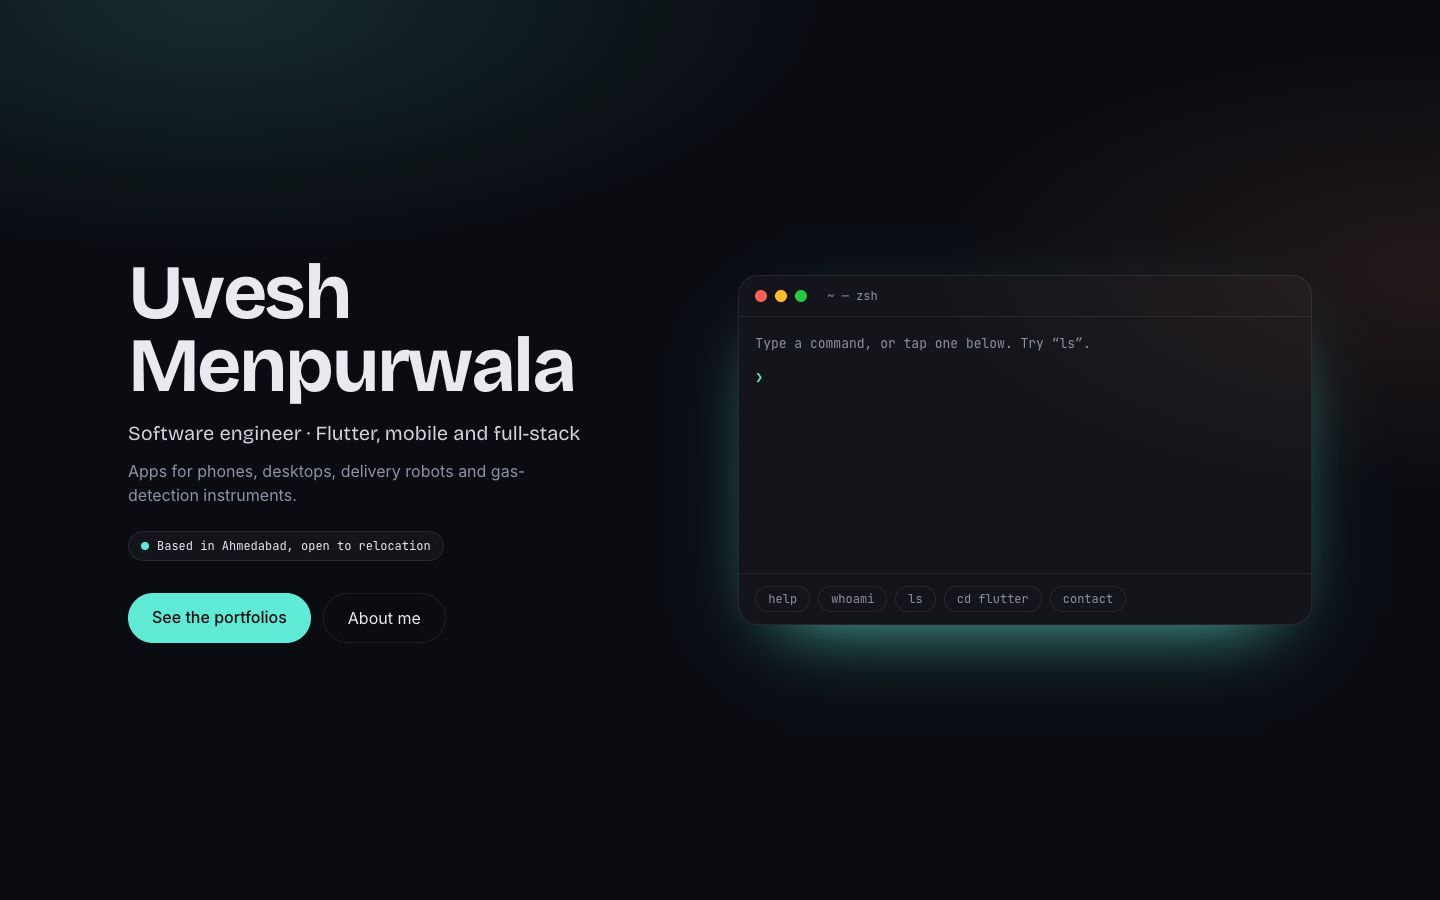 Uvesh
Menpurwala
Software engineer · Flutter, mobile and full-stack
Apps for phones, desktops, delivery robots and gas-
detection instruments.
Based in Ahmedabad, open to relocation
See the portfolios
About me
~ — zsh
Type a command, or tap one below. Try “ls”.
❯
help
whoami
ls
cd flutter
contact